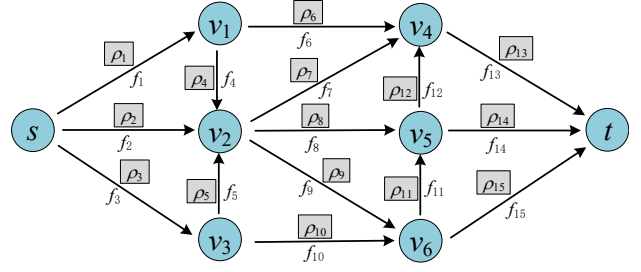 ρ₆
v₁
v₄
f₆
ρ₁
ρ₁₃
f₁
ρ₄
f₄
ρ₇
f₁₃
f₇
ρ₁₂
f₁₂
ρ₂
ρ₈
ρ₁₄
s
v₂
v₅
t
f₂
f₈
f₁₄
ρ₃
ρ₉
f₃
ρ₅
f₅
f₉
ρ₁₁
f₁₁
ρ₁₅
f₁₅
ρ₁₀
v₃
v₆
f₁₀